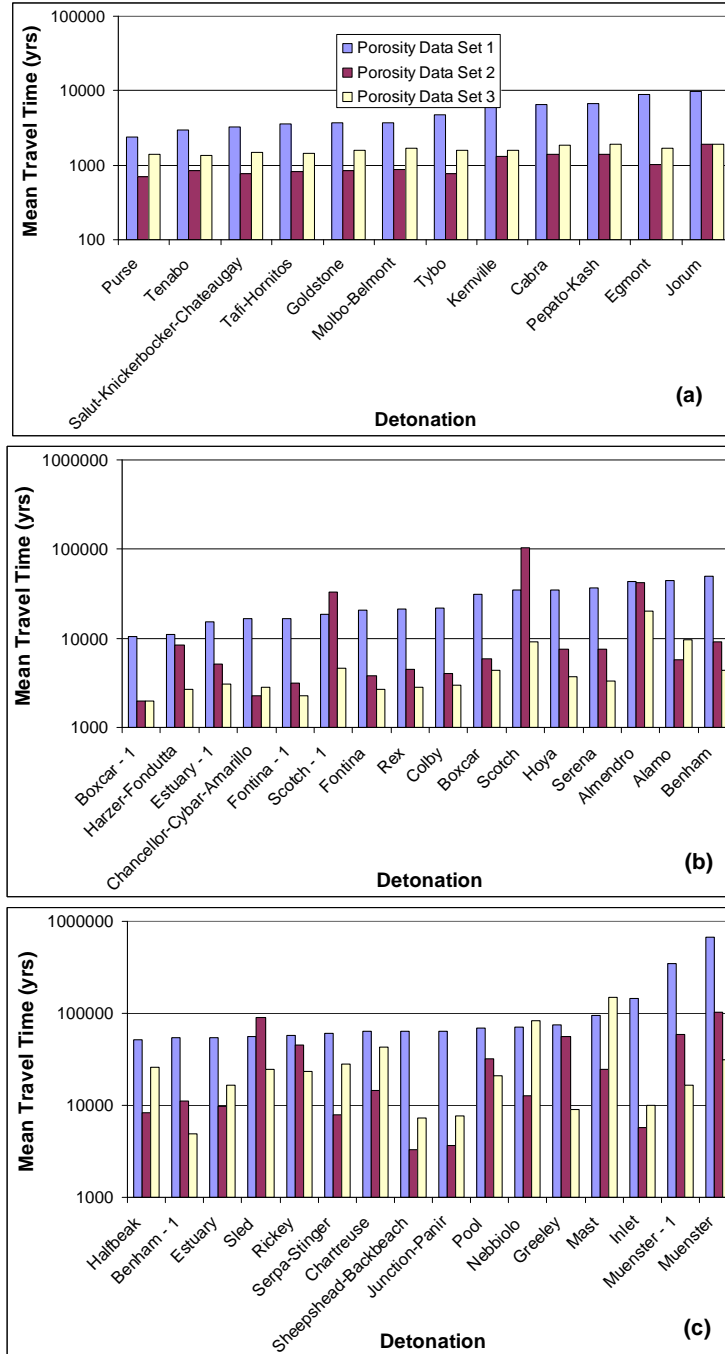 100000
10000
1000
100
Mean Travel Time (yrs)
Porosity Data Set 1
Porosity Data Set 2
Porosity Data Set 3
Purse
Tenabo
Salut-Knickerbocker-Chateaugay
Tafi-Hornitos
Goldstone
Molbo-Belmont
Tybo
Kernville
Cabra
Pepato-Kash
Egmont
Jorum
(a)
Detonation
1000000
100000
10000
1000
Mean Travel Time (yrs)
Boxcar - 1
Harzer-Fondutta
Estuary - 1
Chancellor-Cybar-Amarillo
Fontina - 1
Scotch - 1
Fontina
Rex
Colby
Boxcar
Scotch
Hoya
Serena
Almendro
Alamo
Benham
(b)
Detonation
1000000
100000
10000
1000
Mean Travel Time (yrs)
Halfbeak
Benham - 1
Estuary
Sled
Rickey
Serpa-Stinger
Chartreuse
Sheepshead-Backbeach
Junction-Panir
Pool
Nebbiolo
Greeley
Mast
Inlet
Muenster - 1
Muenster
(c)
Detonation